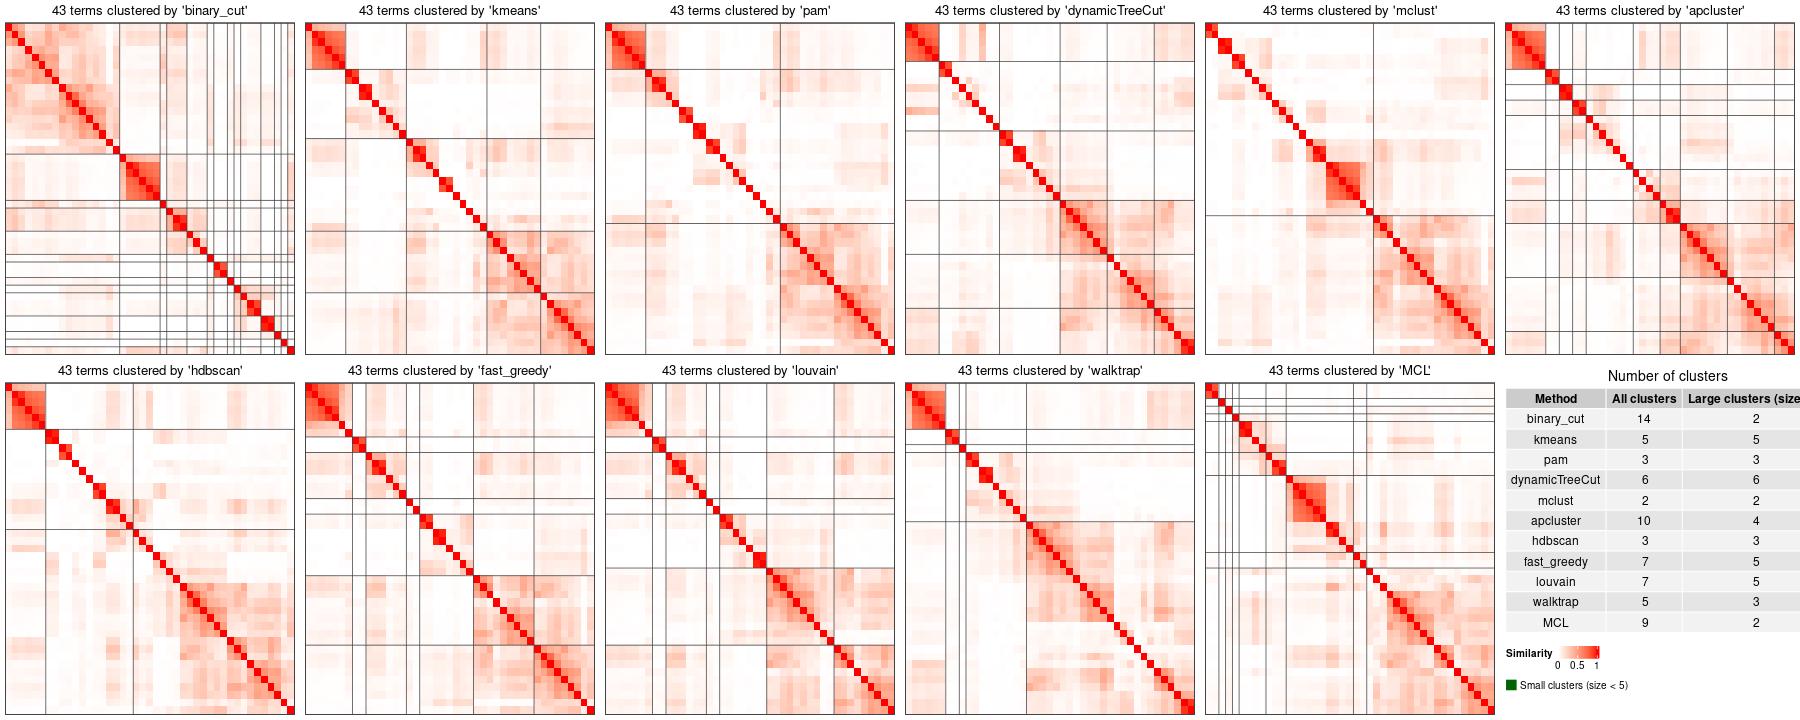 43 terms clustered by 'binary_cut'
43 terms clustered by 'kmeans'
43 terms clustered by 'pam'
43 terms clustered by 'dynamicTreeCut'
43 terms clustered by 'mclust'
43 terms clustered by 'apcluster'
43 terms clustered by 'hdbscan'
43 terms clustered by 'fast_greedy'
43 terms clustered by 'louvain'
43 terms clustered by 'walktrap'
43 terms clustered by 'MCL'
Number of clusters
Method All clusters Large clusters (size
binary_cut 14 2
kmeans 5 5
pam 3 3
dynamicTreeCut 6 6
mclust 2 2
apcluster 10 4
hdbscan 3 3
fast_greedy 7 5
louvain 7 5
walktrap 5 3
MCL 9 2
Similarity
0 0.5 1
Small clusters (size < 5)